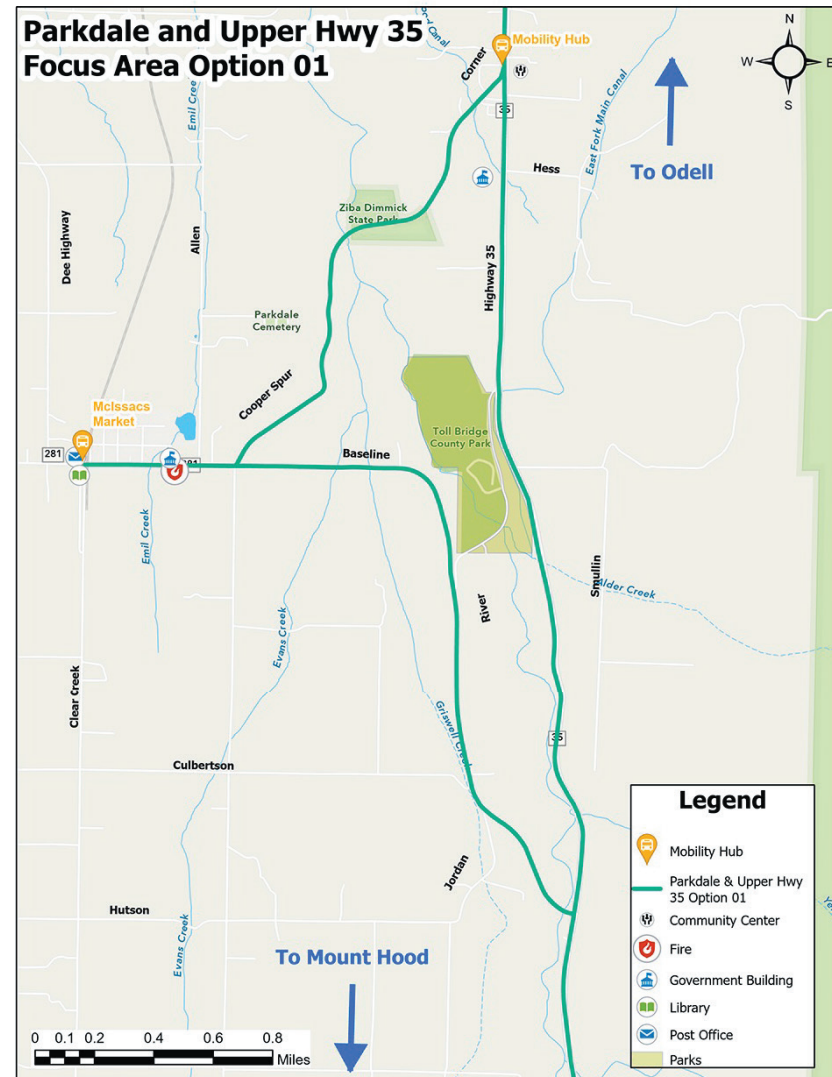 Parkdale and Upper Hwy 35
Focus Area Option 01
Mobility Hub
N
W
E
S
Corner
Emil Creek
35
East Fork Main Canal
To Odell
Hess
Ziba Dimmick
State Park
Dee Highway
Allen
Highway 35
Parkdale
Cemetery
Cooper Spur
McIssacs
Market
Toll Bridge
County Park
281
Baseline
Emil Creek
Alder Creek
Smullin
River
Evans Creek
Clear Creek
Griswell Creek
35
Culbertson
Jordan
Hutson
Evans Creek
To Mount Hood
0 0.1 0.2 0.4 0.6 0.8
Miles
Legend
Mobility Hub
Parkdale & Upper Hwy
35 Option 01
Community Center
Fire
Government Building
Library
Post Office
Parks